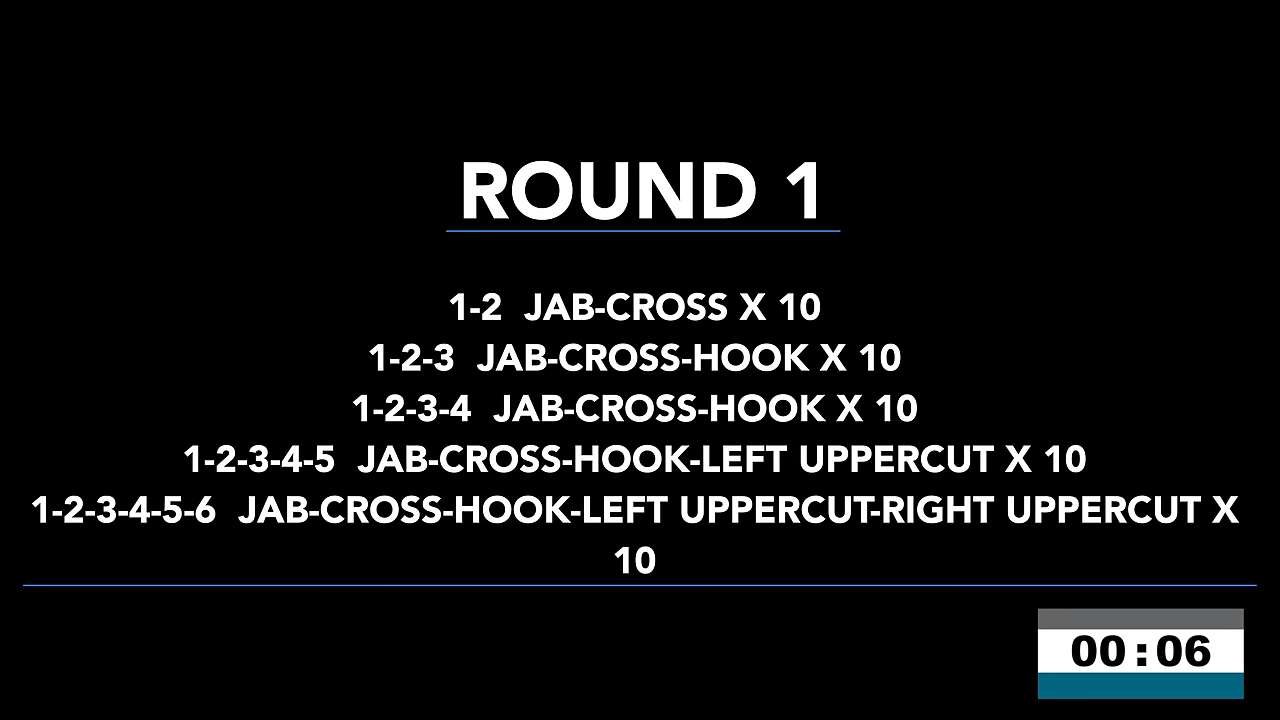 ROUND 1
1-2 JAB-CROSS X 10
1-2-3 JAB-CROSS-HOOK X 10
1-2-3-4 JAB-CROSS-HOOK X 10
1-2-3-4-5 JAB-CROSS-HOOK-LEFT UPPERCUT X 10
1-2-3-4-5-6 JAB-CROSS-HOOK-LEFT UPPERCUT-RIGHT UPPERCUT X
10
00:06